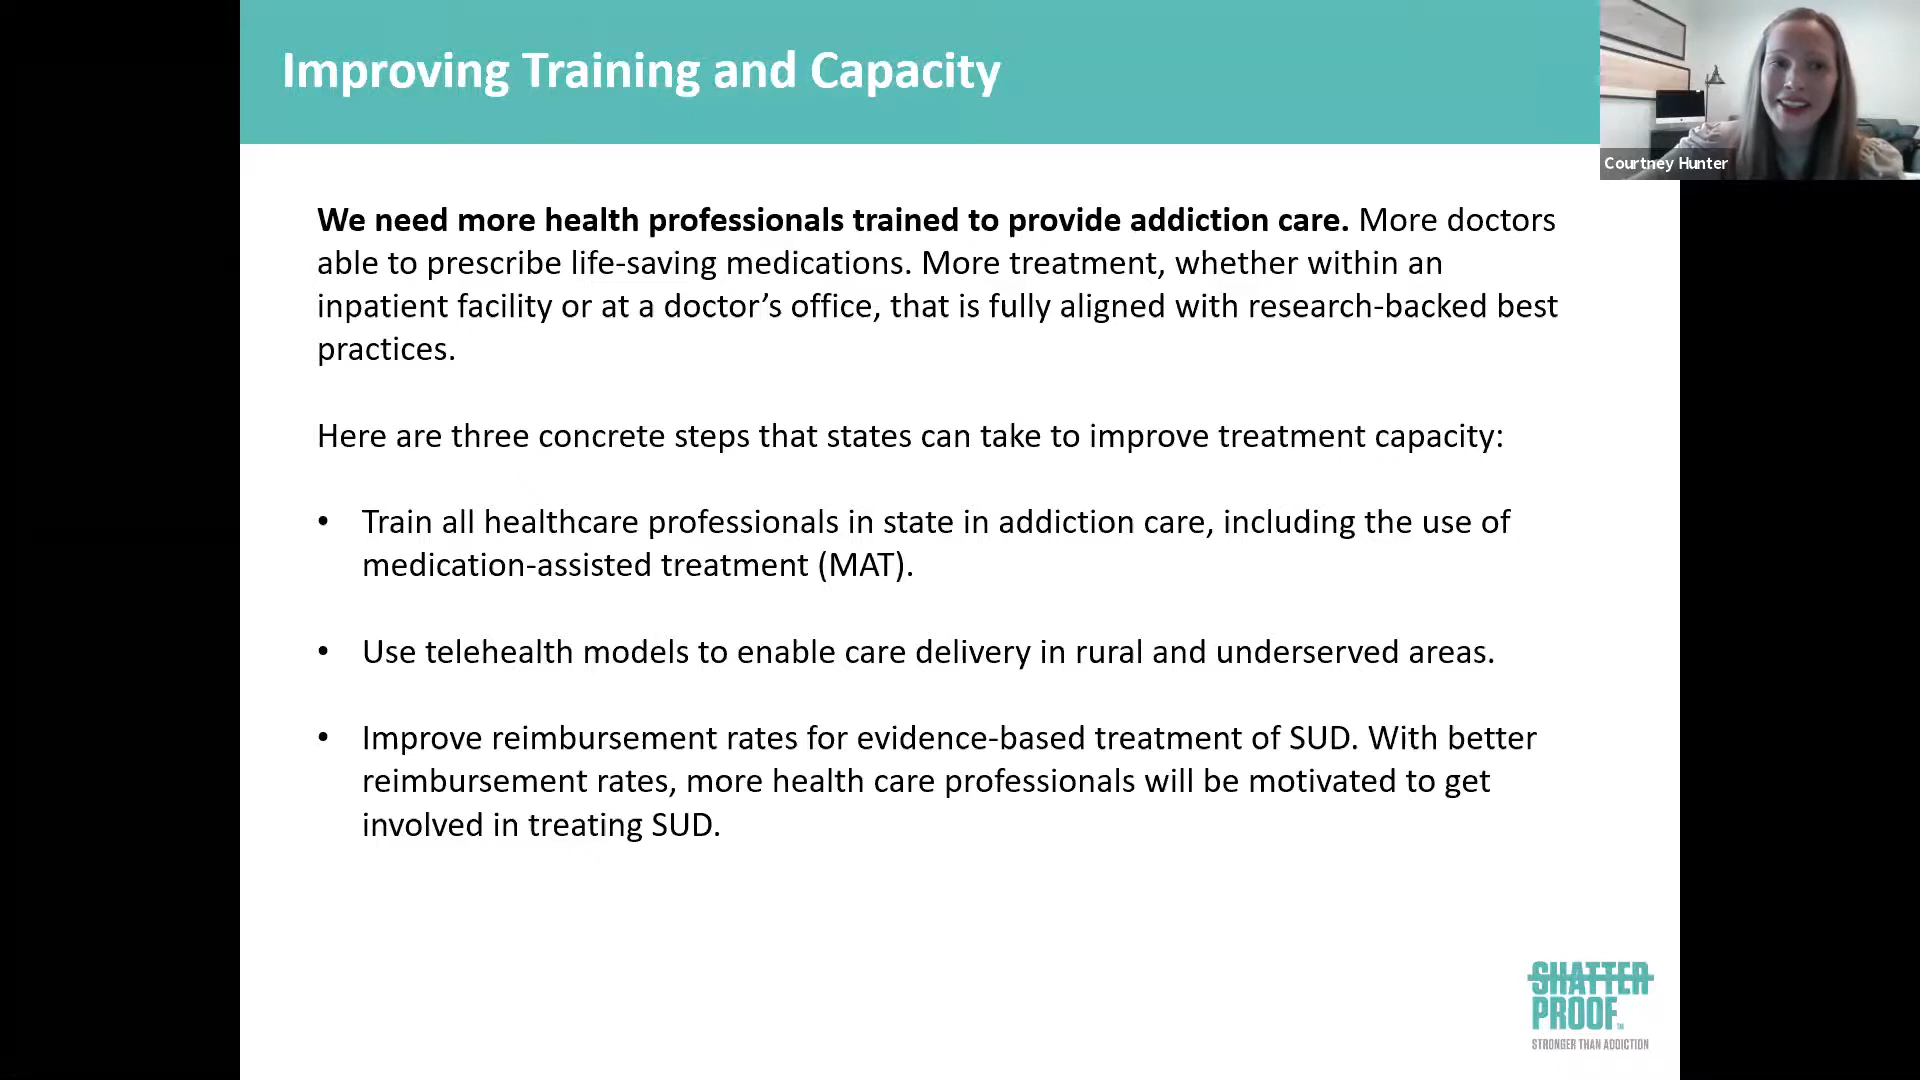 Improving Training and Capacity
Courtney Hunter
We need more health professionals trained to provide addiction care. More doctors
able to prescribe life-saving medications. More treatment, whether within an
inpatient facility or at a doctor’s office, that is fully aligned with research-backed best
practices.
Here are three concrete steps that states can take to improve treatment capacity:
• Train all healthcare professionals in state in addiction care, including the use of
medication-assisted treatment (MAT).
• Use telehealth models to enable care delivery in rural and underserved areas.
• Improve reimbursement rates for evidence-based treatment of SUD. With better
reimbursement rates, more health care professionals will be motivated to get
involved in treating SUD.
SHATTER
PROOF™
STRONGER THAN ADDICTION